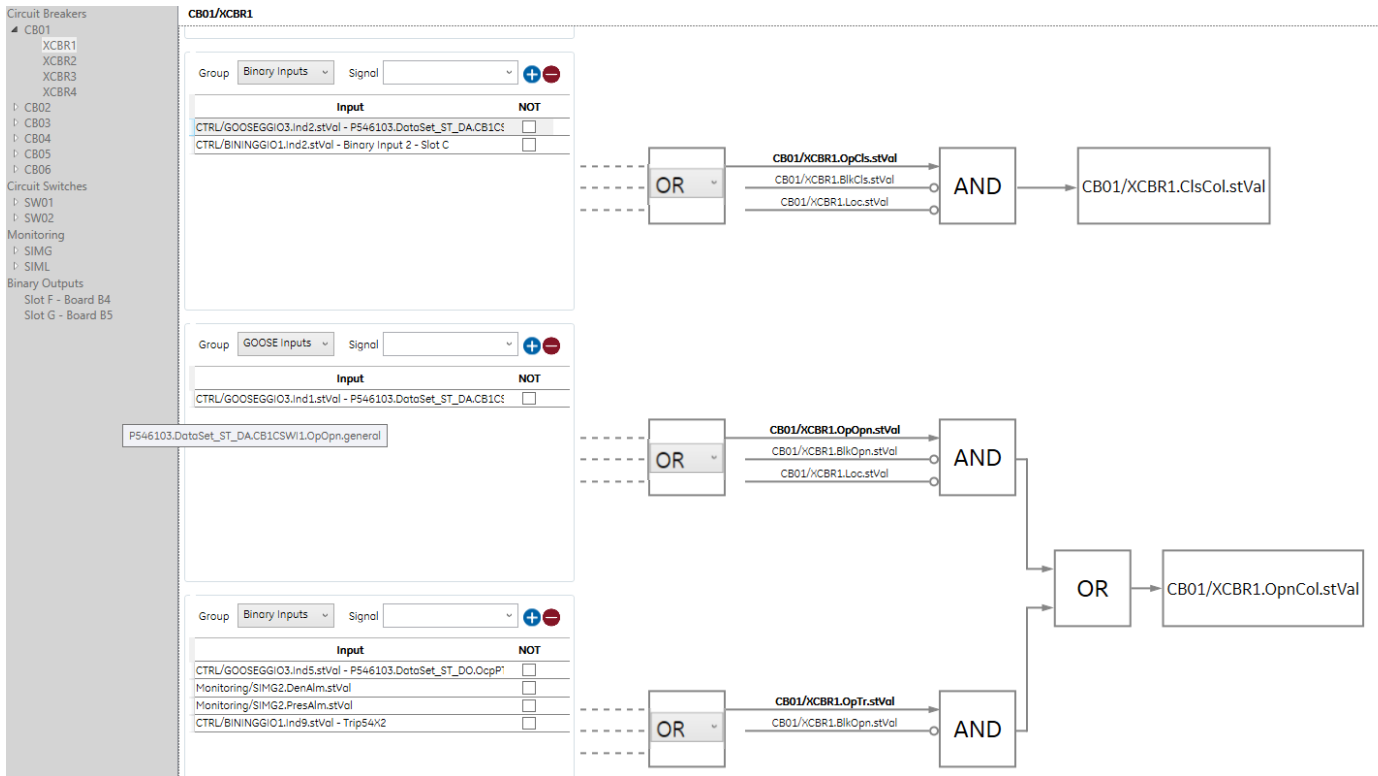 Circuit Breakers
CB01
XCBR1
XCBR2
XCBR3
XCBR4
CB02
CB03
CB04
CB05
CB06
Circuit Switches
SW01
SW02
Monitoring
SIMG
SIML
Binary Outputs
Slot F - Board B4
Slot G - Board B5
CB01/XCBR1
Group Binary Inputs Signal
Input NOT
CTRL/GOOSEGGIO3.Ind2.stVal - P546103.DataSet_ST_DA.CB1CS
CTRL/BININGGIO1.Ind2.stVal - Binary Input 2 - Slot C
OR
CB01/XCBR1.OpCls.stVal
CB01/XCBR1.BlkCls.stVal
CB01/XCBR1.Loc.stVal
AND
CB01/XCBR1.ClsCol.stVal
Group GOOSE Inputs Signal
Input NOT
CTRL/GOOSEGGIO3.Ind1.stVal - P546103.DataSet_ST_DA.CB1CS
P546103.DataSet_ST_DA.CB1CSWI1.OpOpn.general
OR
CB01/XCBR1.OpOpn.stVal
CB01/XCBR1.BlkOpn.stVal
CB01/XCBR1.Loc.stVal
AND
OR
CB01/XCBR1.OpnCol.stVal
Group Binary Inputs Signal
Input NOT
CTRL/GOOSEGGIO3.Ind5.stVal - P546103.DataSet_ST_DO.OcpP
Monitoring/SIMG2.DenAlm.stVal
Monitoring/SIMG2.PresAlm.stVal
CTRL/BININGGIO1.Ind9.stVal - Trip54X2
OR
CB01/XCBR1.OpTr.stVal
CB01/XCBR1.BlkOpn.stVal
AND